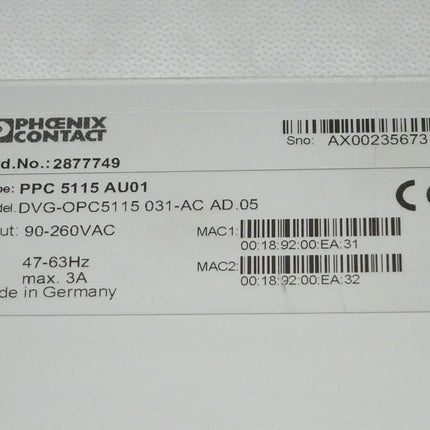 PHŒNIX
CONTACT
Sno: AX00235673
d.No.: 2877749
pe: PPC 5115 AU01
del. DVG-OPC5115 031-AC AD.05
ut: 90-260VAC
MAC1:
00:18:92:00:EA:31
47-63Hz
MAC2:
max. 3A
00:18:92:00:EA:32
de in Germany
CE